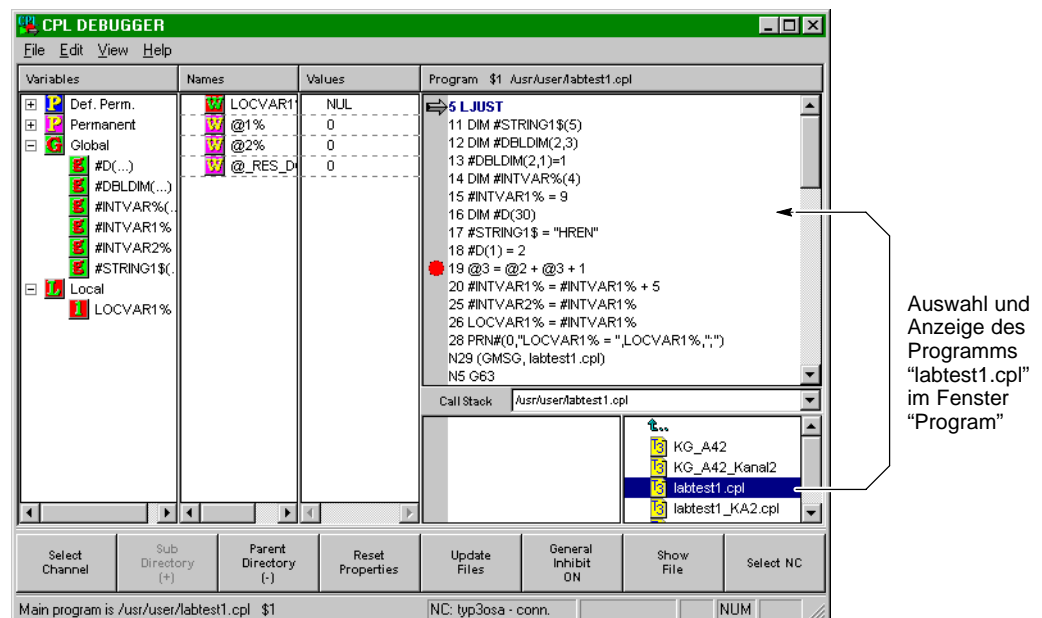 CPL DEBUGGER
File Edit View Help
Variables Names Values Program $1 /usr/user/labtest1.cpl
Def. Perm.
Permanent
Global
#D(...)
#DBLDIM(...)
#INTVAR%(..
#INTVAR1%
#INTVAR2%
#STRING1$(.
Local
LOCVAR1%
LOCVAR1 NUL
@1% 0
@2% 0
@_RES_D 0
5 LJUST
11 DIM #STRING1$(5)
12 DIM #DBLDIM(2,3)
13 #DBLDIM(2,1)=1
14 DIM #INTVAR%(4)
15 #INTVAR1% = 9
16 DIM #D(30)
17 #STRING1$ = "HREN"
18 #D(1) = 2
19 @3 = @2 + @3 + 1
20 #INTVAR1% = #INTVAR1% + 5
25 #INTVAR2% = #INTVAR1%
26 LOCVAR1% = #INTVAR1%
28 PRN#(0,"LOCVAR1% = ",LOCVAR1%,";")
N29 (GMSG, labtest1.cpl)
N5 G63
Call Stack /usr/user/labtest1.cpl
..
KG_A42
KG_A42_Kanal2
labtest1.cpl
labtest1_KA2.cpl
Select Channel
Sub Directory (+)
Parent Directory (-)
Reset Properties
Update Files
General Inhibit ON
Show File
Select NC
Main program is /usr/user/labtest1.cpl $1 NC: typ3osa - conn. NUM
Auswahl und
Anzeige des
Programms
“labtest1.cpl”
im Fenster
“Program”